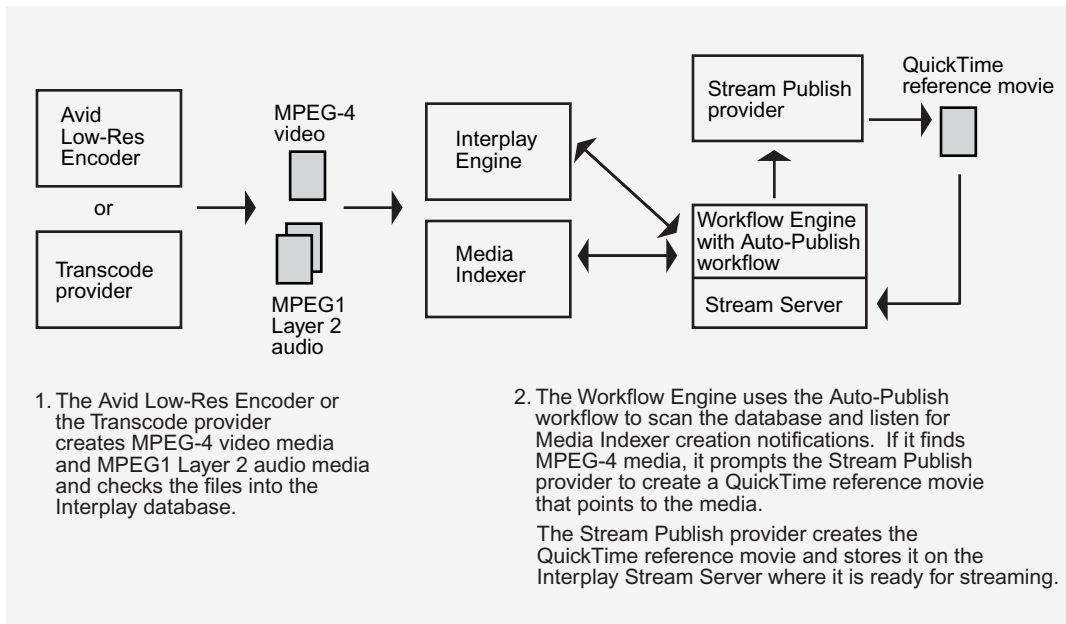 Avid
Low-Res
Encoder
or
Transcode
provider
MPEG-4
video
MPEG1
Layer 2
audio
Interplay
Engine
Media
Indexer
Stream Publish
provider
QuickTime
reference movie
Workflow Engine
with Auto-Publish
workflow
Stream Server
1. The Avid Low-Res Encoder or
the Transcode provider
creates MPEG-4 video media
and MPEG1 Layer 2 audio media
and checks the files into the
Interplay database.
2. The Workflow Engine uses the Auto-Publish
workflow to scan the database and listen for
Media Indexer creation notifications.  If it finds
MPEG-4 media, it prompts the Stream Publish
provider to create a QuickTime reference movie
that points to the media.
The Stream Publish provider creates the
QuickTime reference movie and stores it on the
Interplay Stream Server where it is ready for streaming.